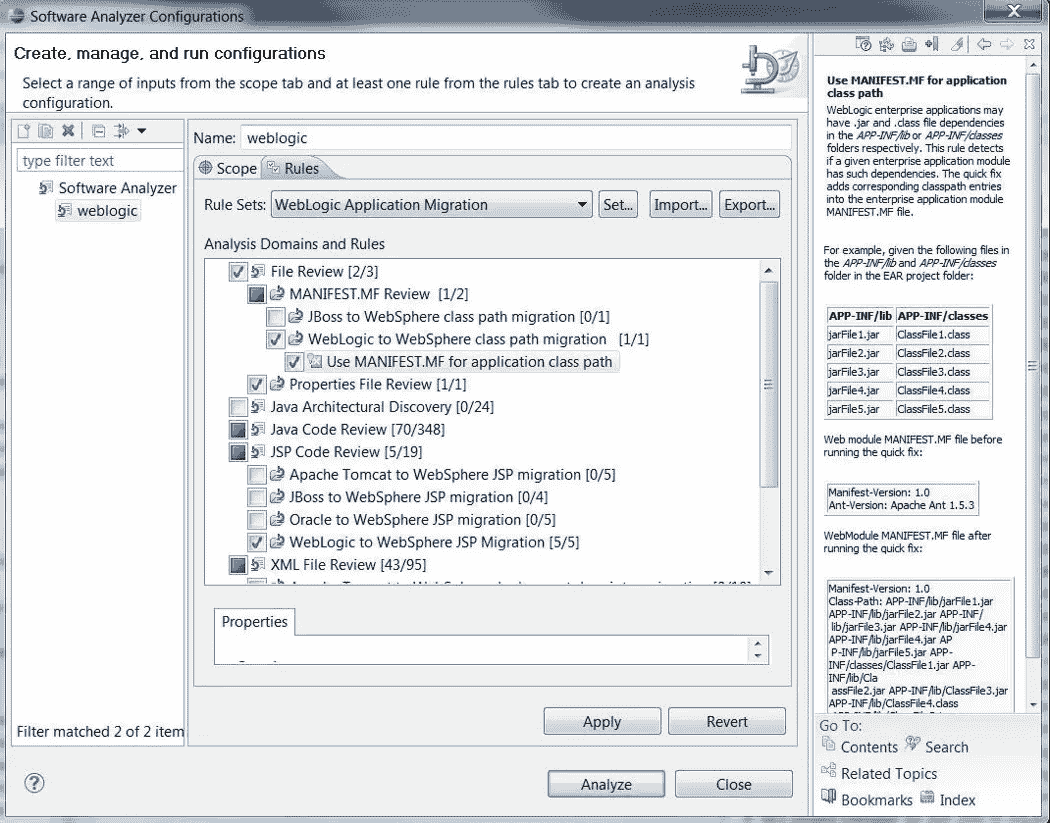 Software Analyzer Configurations
Create, manage, and run configurations
Select a range of inputs from the scope tab and at least one rule from the rules tab to create an analysis
configuration.
type filter text
Software Analyzer
weblogic
Filter matched 2 of 2 item
Name: weblogic
Scope Rules
Rule Sets: WebLogic Application Migration Set... Import... Export...
Analysis Domains and Rules
File Review [2/3]
MANIFEST.MF Review [1/2]
JBoss to WebSphere class path migration [0/1]
WebLogic to WebSphere class path migration [1/1]
Use MANIFEST.MF for application class path
Properties File Review [1/1]
Java Architectural Discovery [0/24]
Java Code Review [70/348]
JSP Code Review [5/19]
Apache Tomcat to WebSphere JSP migration [0/5]
JBoss to WebSphere JSP migration [0/4]
Oracle to WebSphere JSP migration [0/5]
WebLogic to WebSphere JSP Migration [5/5]
XML File Review [43/95]
Properties
Apply Revert
Analyze Close
Use MANIFEST.MF for application
class path
WebLogic enterprise applications may
have .jar and .class file dependencies
in the APP-INF/lib or APP-INF/classes
folders respectively. This rule detects
if a given enterprise application module
has such dependencies. The quick fix
adds corresponding classpath entries
into the enterprise application module
MANIFEST.MF file.
For example, given the following files in
the APP-INF/lib and APP-INF/classes
folder in the EAR project folder:
APP-INF/lib APP-INF/classes
jarFile1.jar ClassFile1.class
jarFile2.jar ClassFile2.class
jarFile3.jar ClassFile3.class
jarFile4.jar ClassFile4.class
jarFile5.jar ClassFile5.class
Web module MANIFEST.MF file before
running the quick fix:
Manifest-Version: 1.0
Ant-Version: Apache Ant 1.5.3
WebModule MANIFEST.MF file after
running the quick fix:
Manifest-Version: 1.0
Class-Path: APP-INF/lib/jarFile1.jar
APP-INF/lib/jarFile2.jar APP-INF/
lib/jarFile3.jar APP-INF/lib/jarFile4.jar
APP-INF/lib/jarFile4.jar AP
P-INF/lib/jarFile5.jar APP-
INF/classes/ClassFile1.jar APP-
INF/lib/Cla
assFile2.jar APP-INF/lib/ClassFile3.jar
APP-INF/lib/ClassFile4.class
Go To:
Contents Search
Related Topics
Bookmarks Index